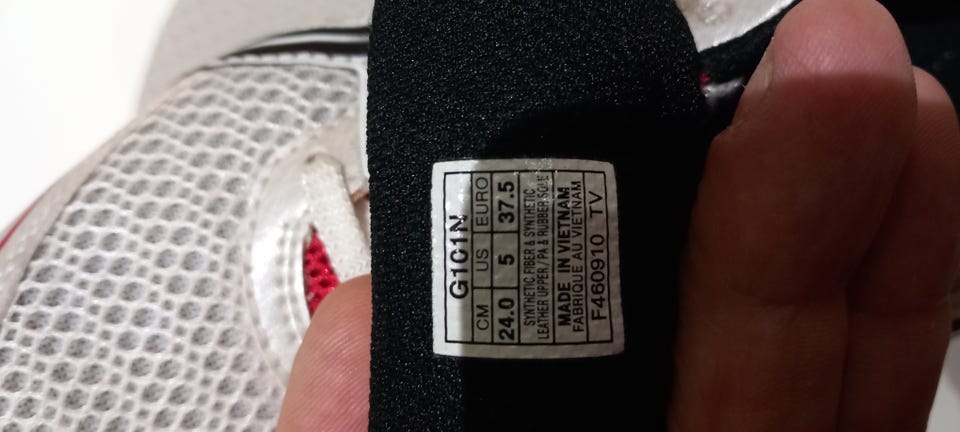 G101N
CM US EURO
24.0 5 37.5
SYNTHETIC FIBER & SYNTHETIC
LEATHER UPPER/PA & RUBBER SOLE
MADE IN VIETNAM
FABRIQUE AU VIETNAM
F460910 TV